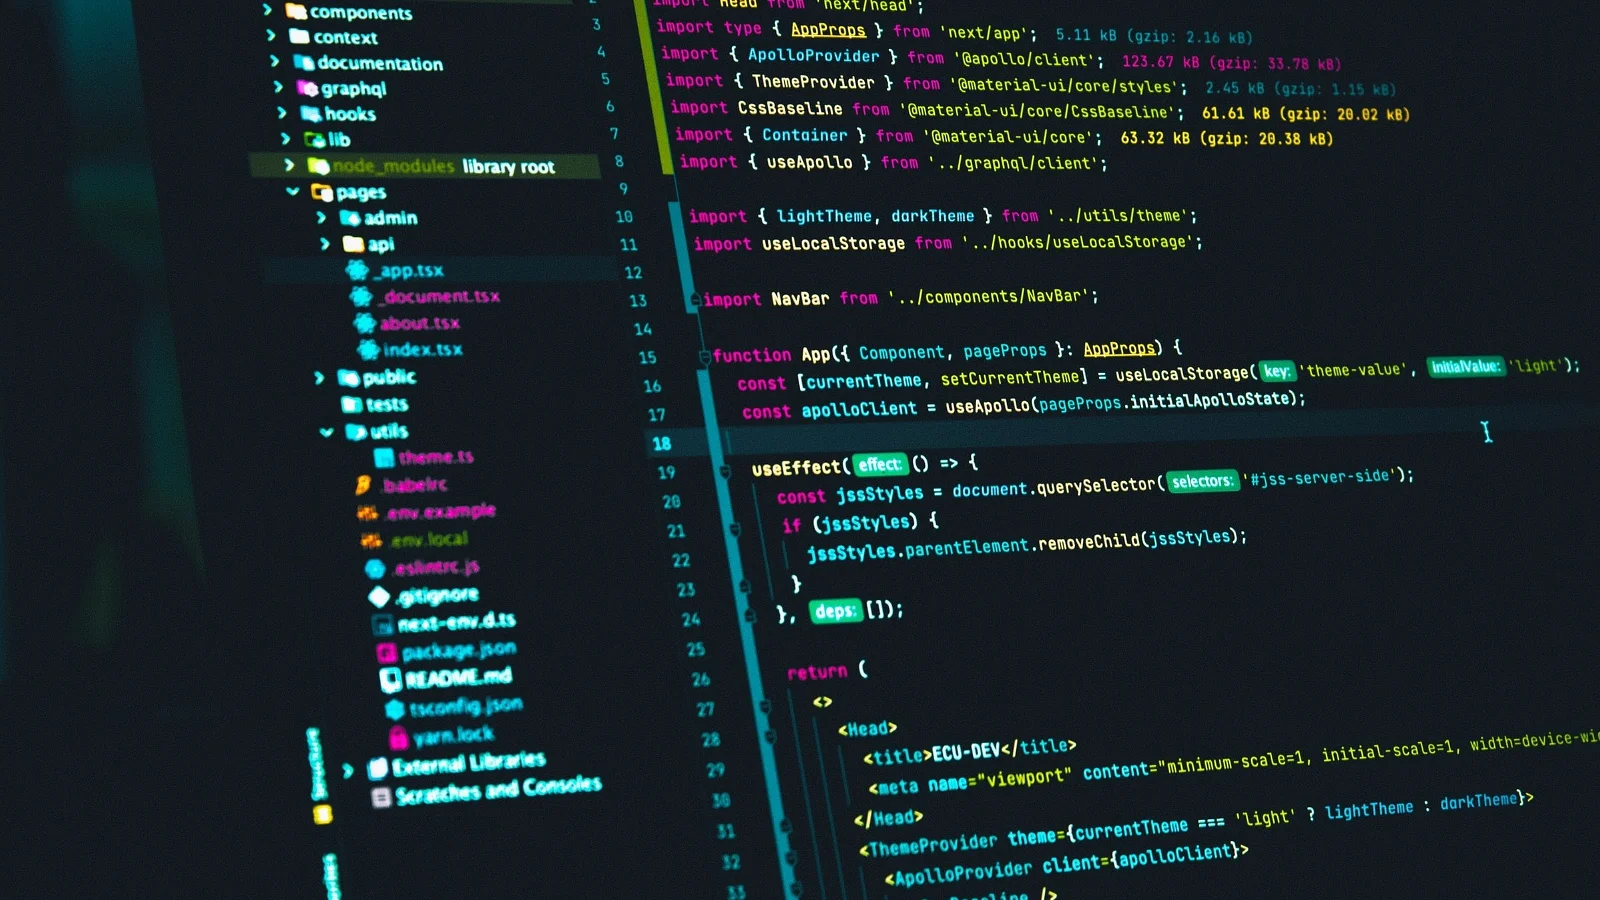 components
context
documentation
graphql
hooks
lib
node_modules library root
pages
admin
api
_app.tsx
_document.tsx
about.tsx
index.tsx
public
tests
utils
theme.ts
.babelrc
.env.example
.env.local
.eslintrc.js
.gitignore
next-env.d.ts
package.json
README.md
tsconfig.json
yarn.lock
External Libraries
Scratches and Consoles
Structure
2 import Head from 'next/head';
3 import type { AppProps } from 'next/app'; 5.11 kB (gzip: 2.16 kB)
4 import { ApolloProvider } from '@apollo/client'; 123.67 kB (gzip: 33.78 kB)
5 import { ThemeProvider } from '@material-ui/core/styles'; 2.45 kB (gzip: 1.15 kB)
6 import CssBaseline from '@material-ui/core/CssBaseline'; 61.61 kB (gzip: 20.02 kB)
7 import { Container } from '@material-ui/core'; 63.32 kB (gzip: 20.38 kB)
8 import { useApollo } from '../graphql/client';
9
10 import { lightTheme, darkTheme } from '../utils/theme';
11 import useLocalStorage from '../hooks/useLocalStorage';
12
13 import NavBar from '../components/NavBar';
14
15 function App({ Component, pageProps }: AppProps) {
16 const [currentTheme, setCurrentTheme] = useLocalStorage( key: 'theme-value', initialValue: 'light');
17 const apolloClient = useApollo(pageProps.initialApolloState);
18
19 useEffect( effect: () => {
20 const jssStyles = document.querySelector( selectors: '#jss-server-side');
21 if (jssStyles) {
22 jssStyles.parentElement.removeChild(jssStyles);
23 }
24 }, deps: []);
25
26 return (
27 <>
28 <Head>
29 <title>ECU-DEV</title>
30 <meta name="viewport" content="minimum-scale=1, initial-scale=1, width=device-wi
31 </Head>
32 <ThemeProvider theme={currentTheme === 'light' ? lightTheme : darkTheme}>
33 <ApolloProvider client={apolloClient}>
/>